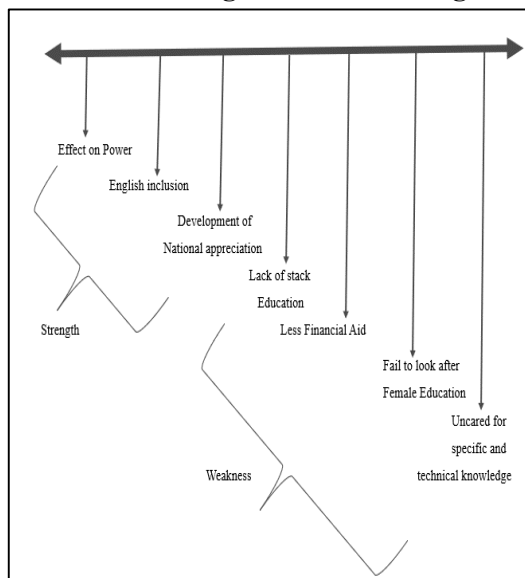 Effect on Power
English inclusion
Development of
National appreciation
Lack of stack
Education
Less Financial Aid
Strength
Fail to look after
Female Education
Uncared for
specific and
technical knowledge
Weakness